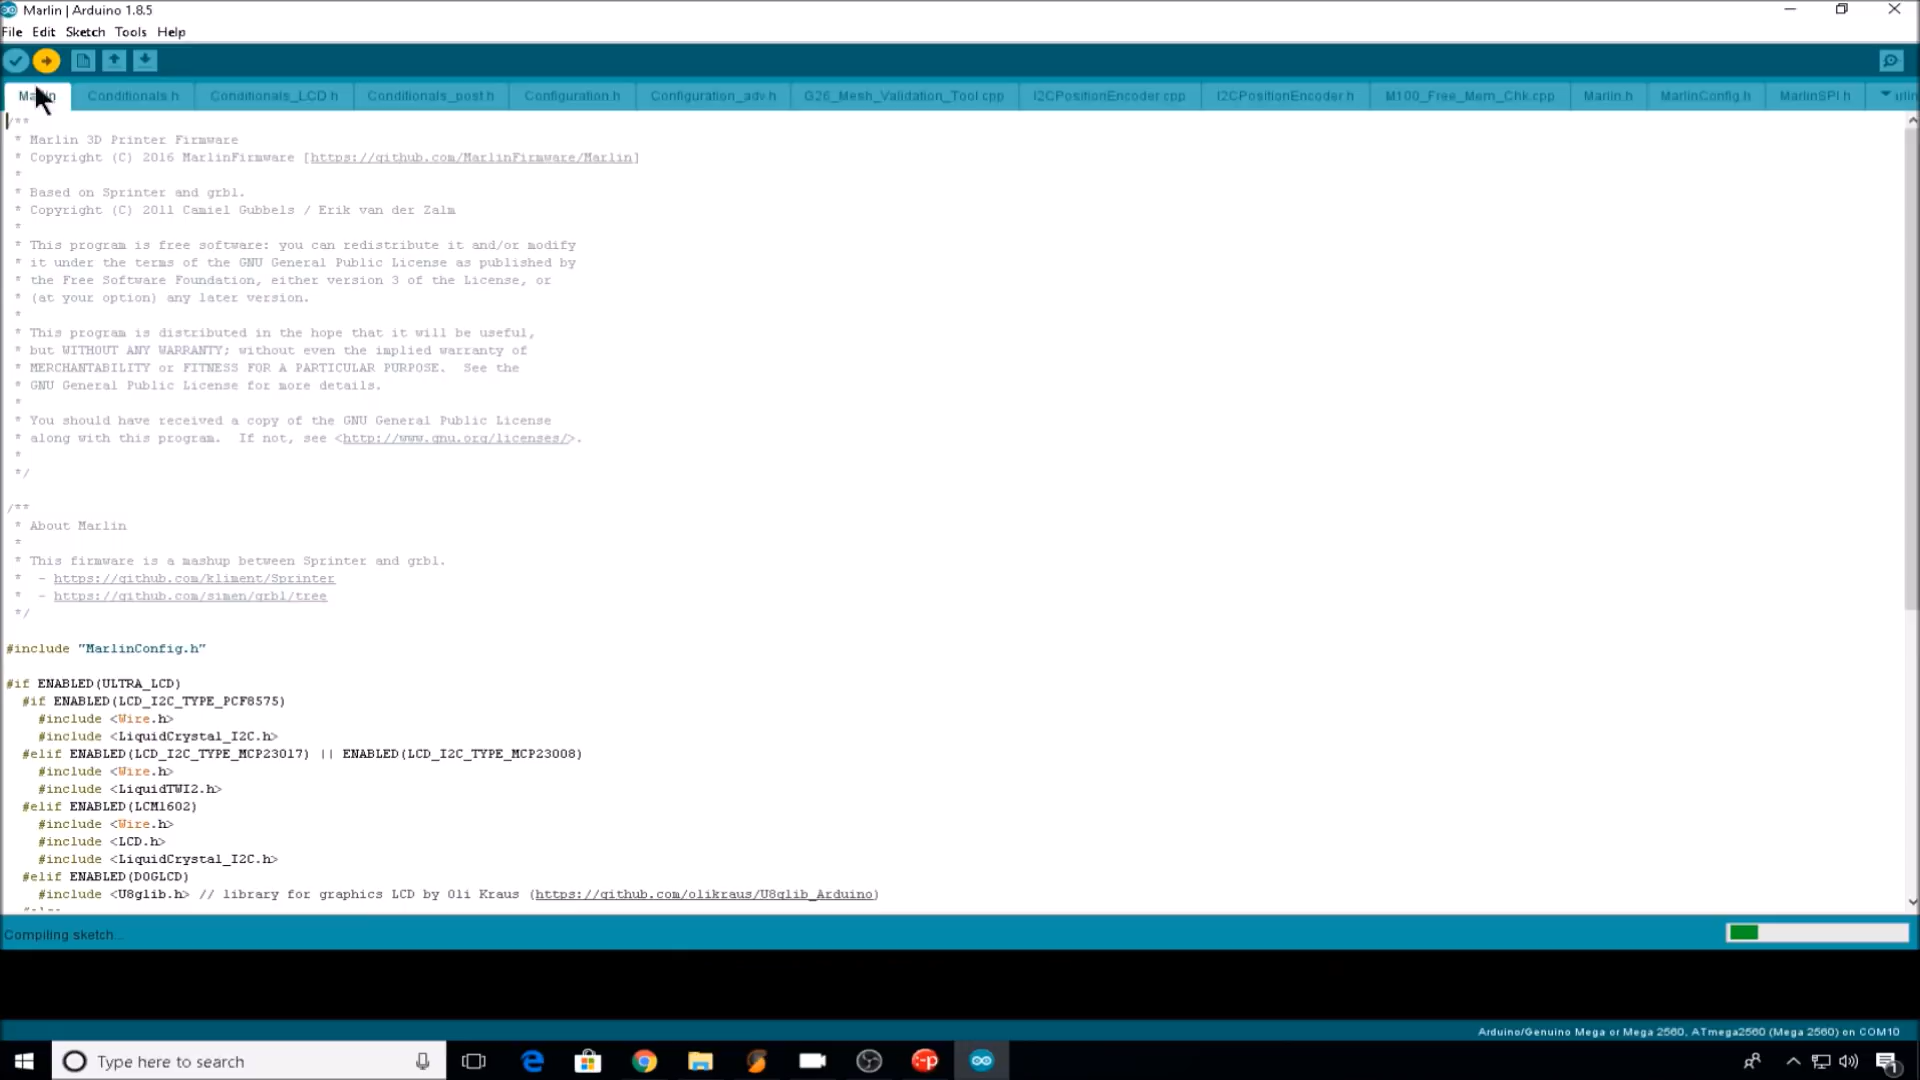 Marlin | Arduino 1.8.5
File Edit Sketch Tools Help
Conditionals.h Conditionals_LCD.h Conditionals_post.h Configuration.h Configuration_adv.h G26_Mesh_Validation_Tool.cpp I2CPositionEncoder.cpp I2CPositionEncoder.h M100_Free_Mem_Chk.cpp Marlin.h MarlinConfig.h MarlinSPI.h
/**
* Marlin 3D Printer Firmware
* Copyright (C) 2016 MarlinFirmware [https://github.com/MarlinFirmware/Marlin]
*
* Based on Sprinter and grbl.
* Copyright (C) 2011 Camiel Gubbels / Erik van der Zalm
*
* This program is free software: you can redistribute it and/or modify
* it under the terms of the GNU General Public License as published by
* the Free Software Foundation, either version 3 of the License, or
* (at your option) any later version.
*
* This program is distributed in the hope that it will be useful,
* but WITHOUT ANY WARRANTY; without even the implied warranty of
* MERCHANTABILITY or FITNESS FOR A PARTICULAR PURPOSE.  See the
* GNU General Public License for more details.
*
* You should have received a copy of the GNU General Public License
* along with this program.  If not, see <http://www.gnu.org/licenses/>.
*
*/
/**
* About Marlin
*
* This firmware is a mashup between Sprinter and grbl.
*  - https://github.com/kliment/Sprinter
*  - https://github.com/simen/grbl/tree
*/
#include "MarlinConfig.h"
#if ENABLED(ULTRA_LCD)
#if ENABLED(LCD_I2C_TYPE_PCF8575)
#include <Wire.h>
#include <LiquidCrystal_I2C.h>
#elif ENABLED(LCD_I2C_TYPE_MCP23017) || ENABLED(LCD_I2C_TYPE_MCP23008)
#include <Wire.h>
#include <LiquidTWI2.h>
#elif ENABLED(LCM1602)
#include <Wire.h>
#include <LCD.h>
#include <LiquidCrystal_I2C.h>
#elif ENABLED(DOGLCD)
#include <U8glib.h> // library for graphics LCD by Oli Kraus (https://github.com/olikraus/U8glib_Arduino)
Compiling sketch...
Arduino/Genuino Mega or Mega 2560, ATmega2560 (Mega 2560) on COM10
Type here to search